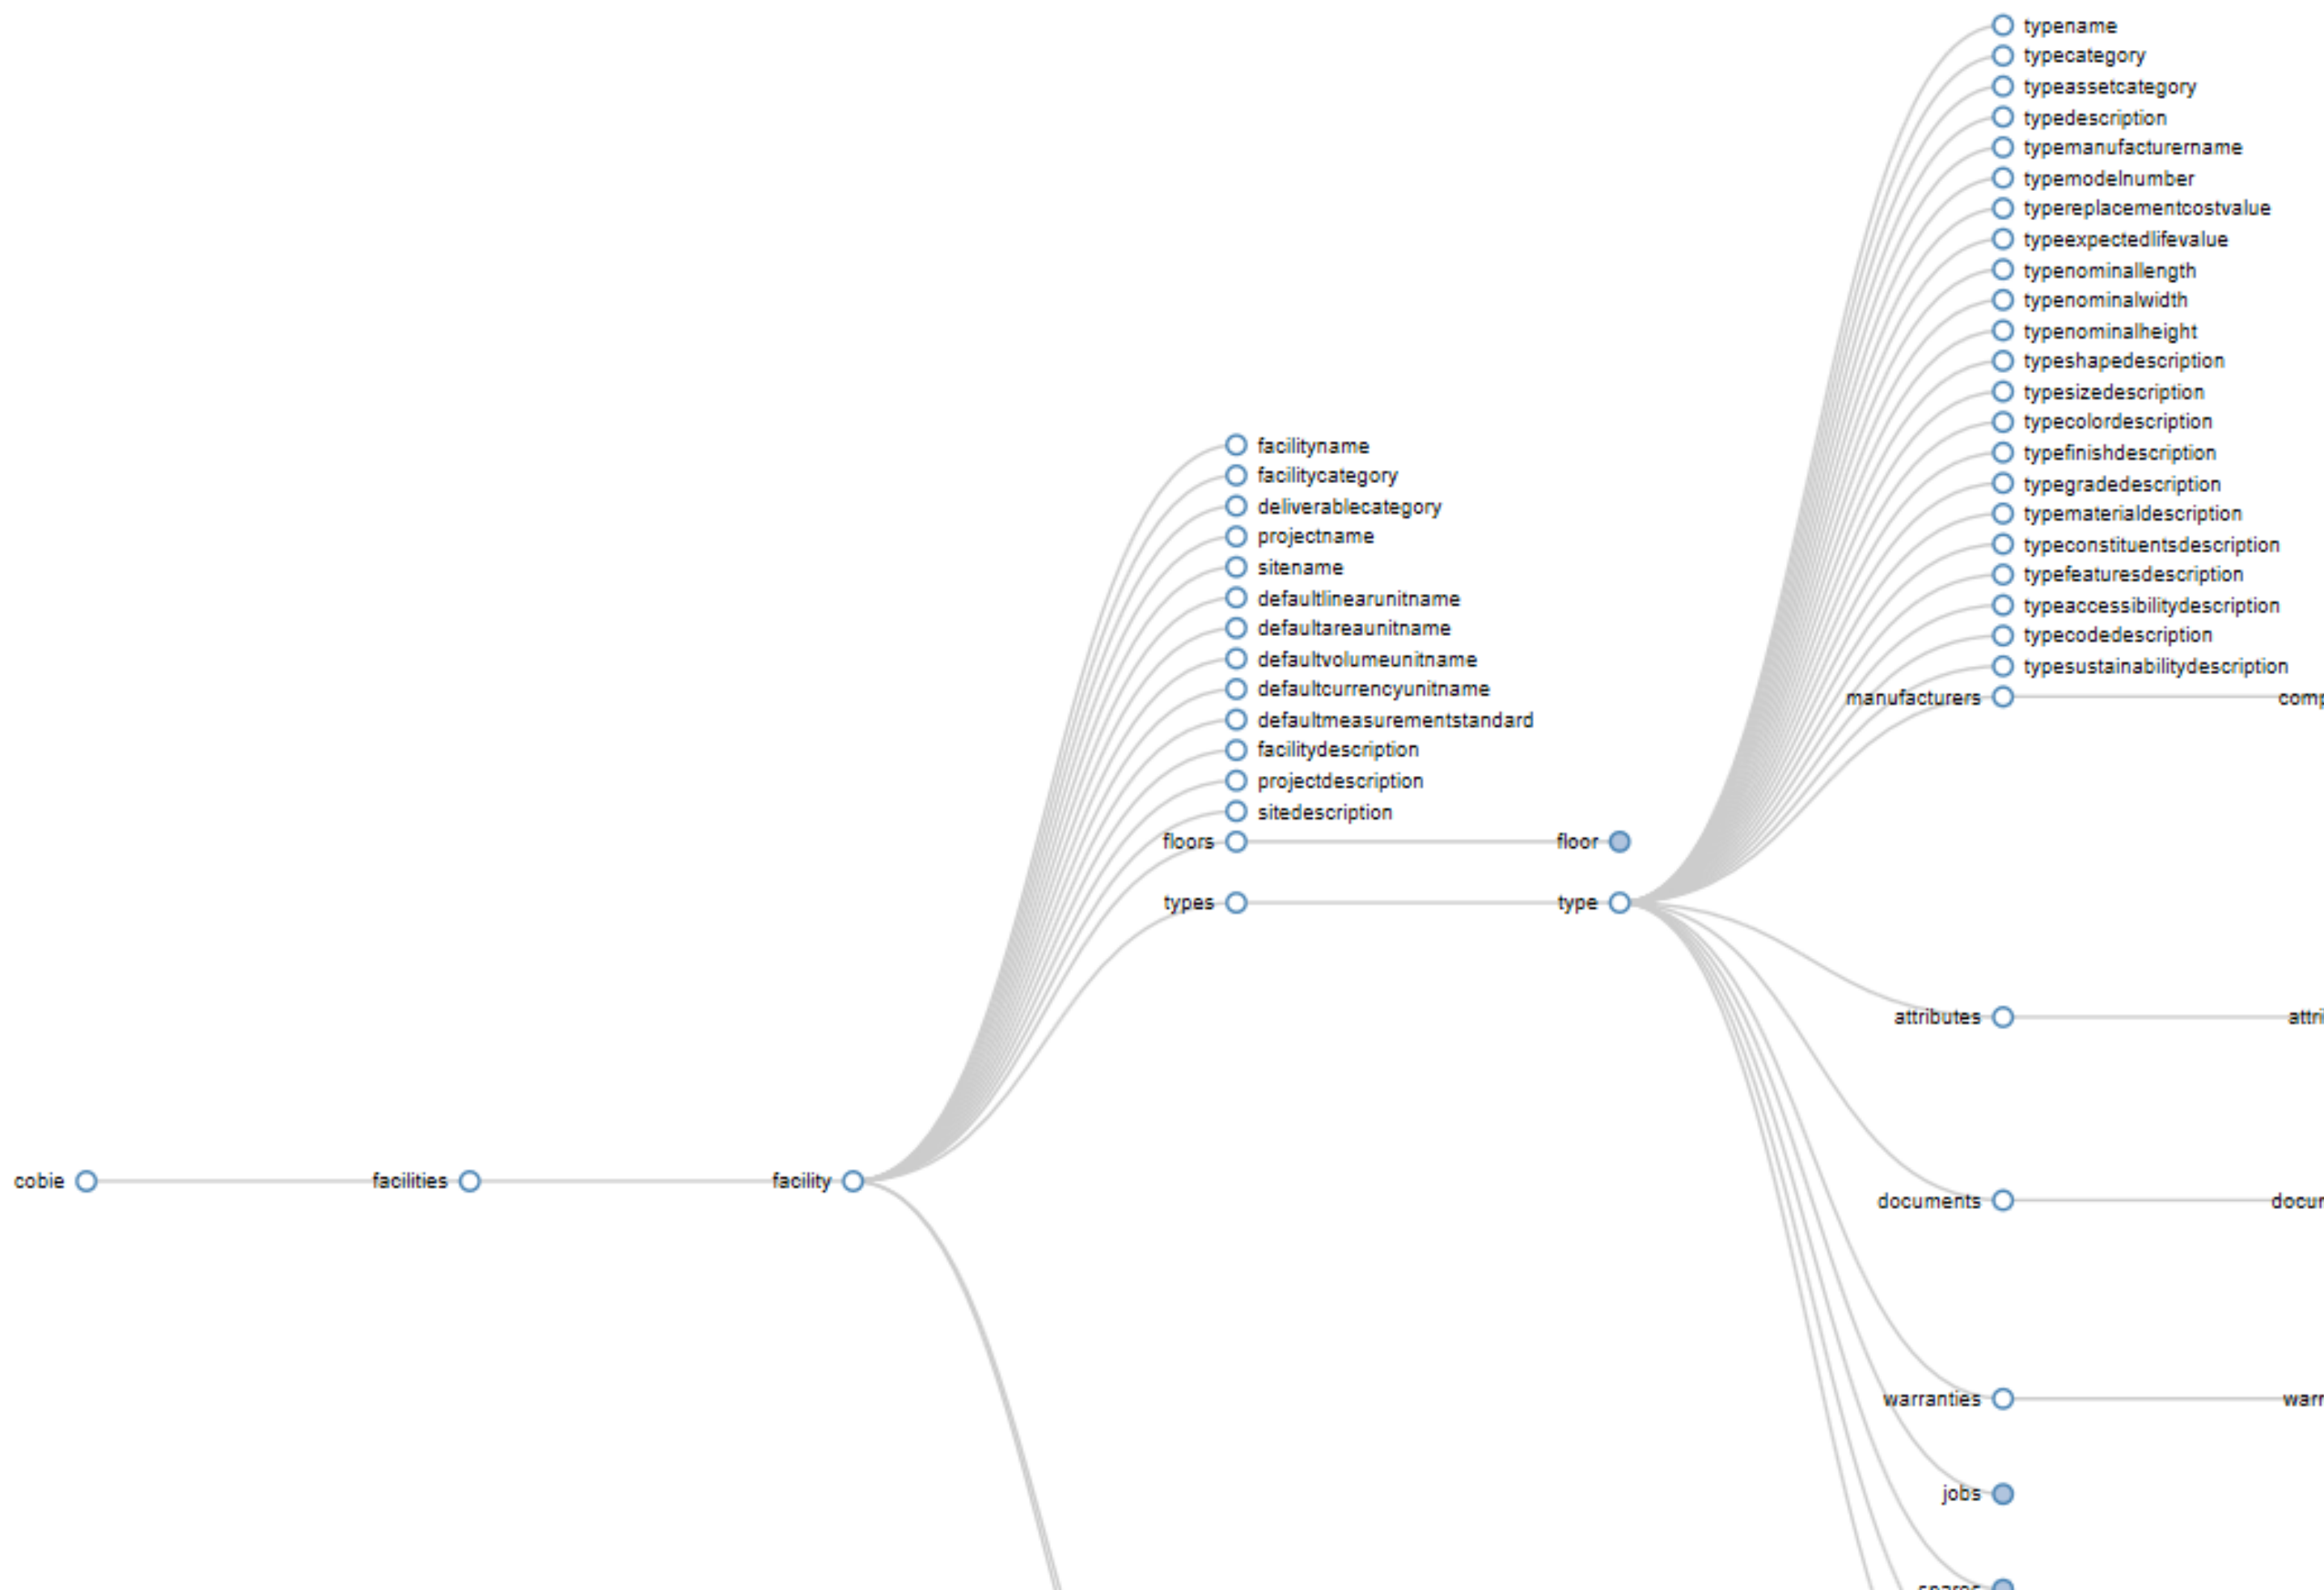 typename
typecategory
typeassetcategory
typedescription
typemanufacturername
typemodelnumber
typereplacementcostvalue
typeexpectedlifevalue
typenominallength
typenominalwidth
typenominalheight
typeshapedescription
typesizedescription
typecolordescription
typefinishdescription
typegradedescription
typematerialdescription
typeconstituentsdescription
typefeaturesdescription
typeaccessibilitydescription
typecodedescription
typesustainabilitydescription
manufacturers
facilityname
facilitycategory
deliverablecategory
projectname
sitename
defaultlinearunitname
defaultareaunitname
defaultvolumeunitname
defaultcurrencyunitname
defaultmeasurementstandard
facilitydescription
projectdescription
sitedescription
floors floor
types type
attributes
cobie facilities facility
documents
warranties
jobs